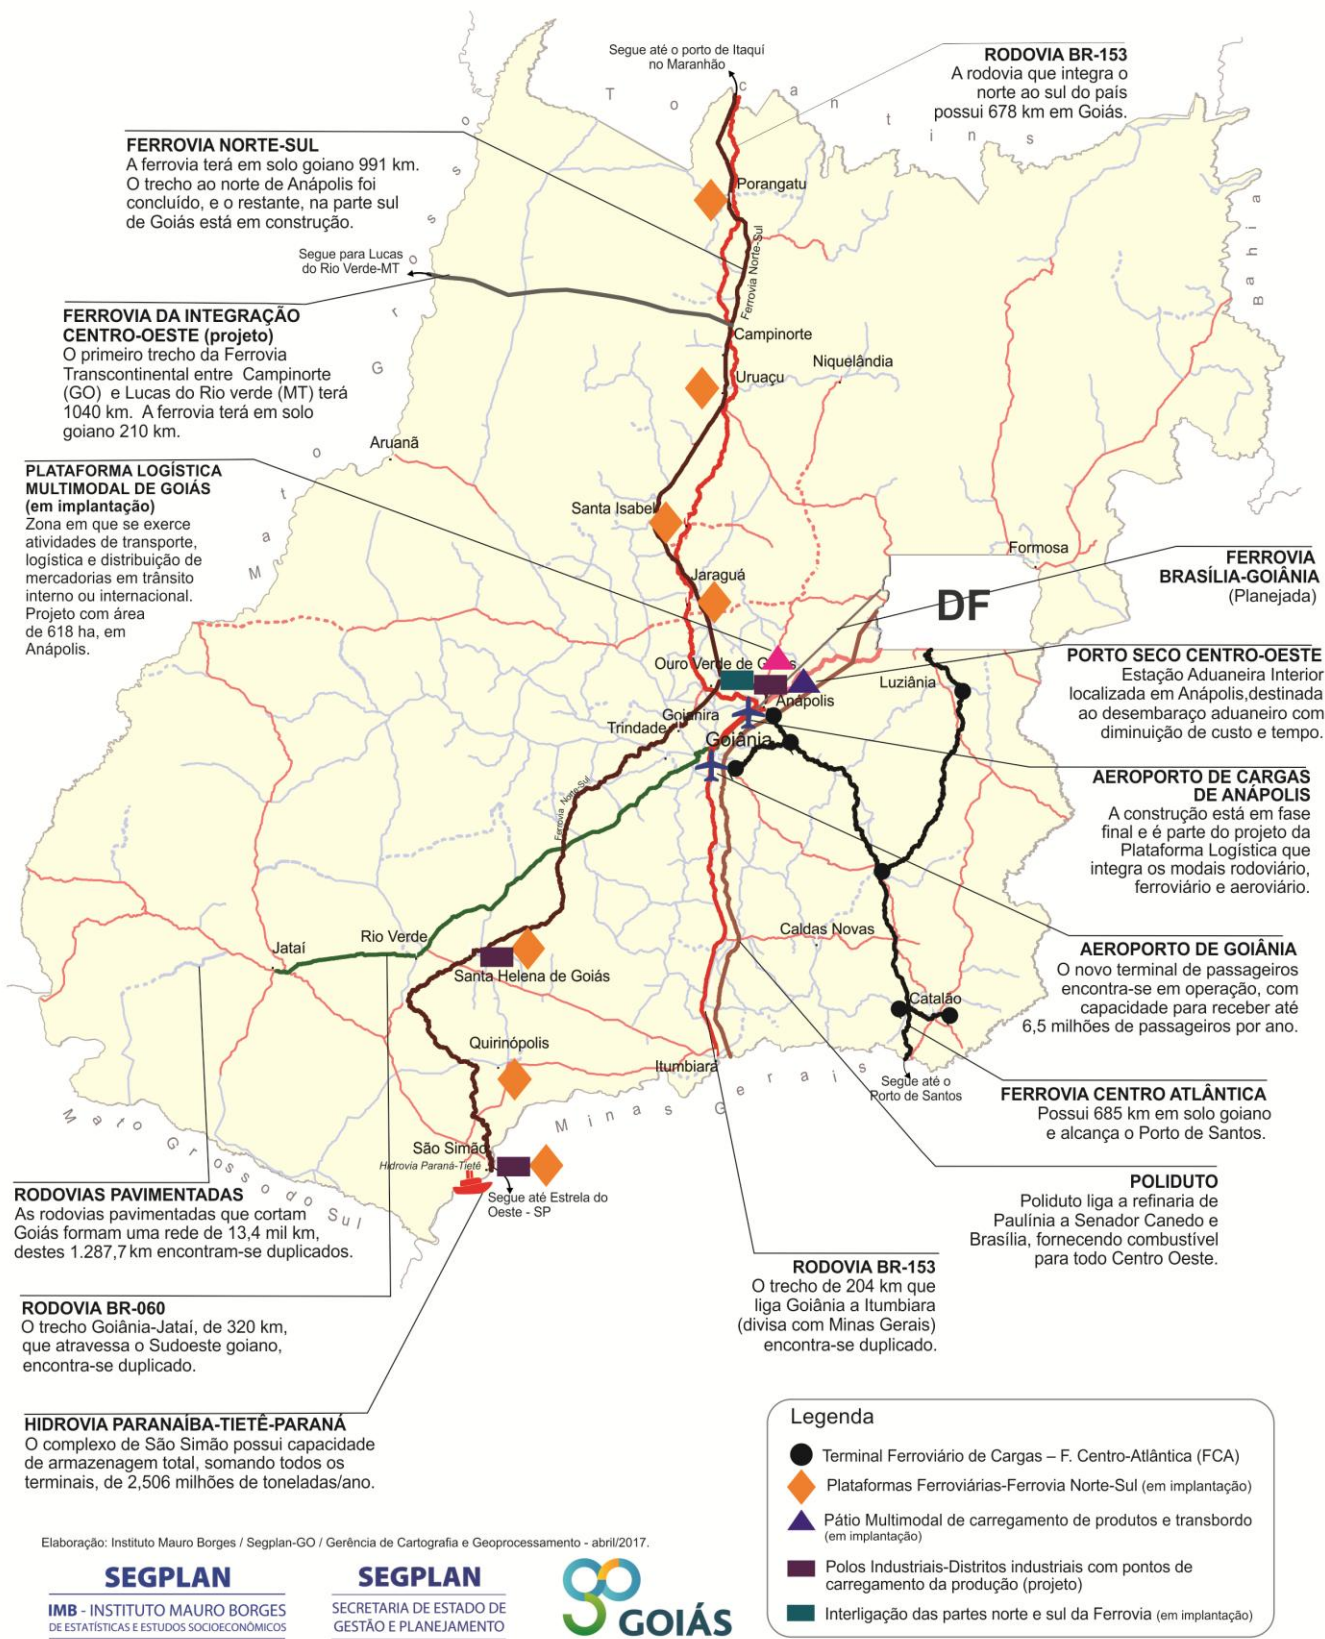 Segue até o porto de Itaquí
no Maranhão
RODOVIA BR-153
A rodovia que integra o
norte ao sul do país
possui 678 km em Goiás.
Tocantins
FERROVIA NORTE-SUL
A ferrovia terá em solo goiano 991 km.
O trecho ao norte de Anápolis foi
concluído, e o restante, na parte sul
de Goiás está em construção.
Porangatu
Bahia
Ferrovia Norte-Sul
Segue para Lucas
do Rio Verde-MT
Mato Grosso
FERROVIA DA INTEGRAÇÃO
CENTRO-OESTE (projeto)
O primeiro trecho da Ferrovia
Transcontinental entre Campinorte
(GO) e Lucas do Rio verde (MT) terá
1040 km. A ferrovia terá em solo
goiano 210 km.
Campinorte
Niquelândia
Uruaçu
Aruanã
PLATAFORMA LOGÍSTICA
MULTIMODAL DE GOIÁS
(em implantação)
Zona em que se exerce
atividades de transporte,
logística e distribuição de
mercadorias em trânsito
interno ou internacional.
Projeto com área
de 618 ha, em
Anápolis.
Santa Isabel
Formosa
Jaraguá
DF
FERROVIA
BRASÍLIA-GOIÂNIA
(Planejada)
Ouro Verde de Goiás
Luziânia
Anápolis
Goianira
Trindade
Goiânia
PORTO SECO CENTRO-OESTE
Estação Aduaneira Interior
localizada em Anápolis,destinada
ao desembaraço aduaneiro com
diminuição de custo e tempo.
AEROPORTO DE CARGAS
DE ANÁPOLIS
A construção está em fase
final e é parte do projeto da
Plataforma Logística que
integra os modais rodoviário,
ferroviário e aeroviário.
Ferrovia Norte-Sul
Rio Verde
Jataí
Caldas Novas
Santa Helena de Goiás
AEROPORTO DE GOIÂNIA
O novo terminal de passageiros
encontra-se em operação, com
capacidade para receber até
6,5 milhões de passageiros por ano.
Catalão
Quirinópolis
Itumbiara
Minas Gerais
Segue até o
Porto de Santos
FERROVIA CENTRO ATLÂNTICA
Possui 685 km em solo goiano
e alcança o Porto de Santos.
Mato Grosso do Sul
São Simão
Hidrovia Paraná-Tietê
Segue até Estrela do
Oeste - SP
POLIDUTO
Poliduto liga a refinaria de
Paulínia a Senador Canedo e
Brasília, fornecendo combustível
para todo Centro Oeste.
RODOVIAS PAVIMENTADAS
As rodovias pavimentadas que cortam
Goiás formam uma rede de 13,4 mil km,
destes 1.287,7 km encontram-se duplicados.
RODOVIA BR-153
O trecho de 204 km que
liga Goiânia a Itumbiara
(divisa com Minas Gerais)
encontra-se duplicado.
RODOVIA BR-060
O trecho Goiânia-Jataí, de 320 km,
que atravessa o Sudoeste goiano,
encontra-se duplicado.
HIDROVIA PARANAÍBA-TIETÊ-PARANÁ
O complexo de São Simão possui capacidade
de armazenagem total, somando todos os
terminais, de 2,506 milhões de toneladas/ano.
Legenda
Terminal Ferroviário de Cargas – F. Centro-Atlântica (FCA)
Plataformas Ferroviárias-Ferrovia Norte-Sul (em implantação)
Pátio Multimodal de carregamento de produtos e transbordo
(em implantação)
Polos Industriais-Distritos industriais com pontos de
carregamento da produção (projeto)
Interligação das partes norte e sul da Ferrovia (em implantação)
Elaboração: Instituto Mauro Borges / Segplan-GO / Gerência de Cartografia e Geoprocessamento - abril/2017.
SEGPLAN
IMB - INSTITUTO MAURO BORGES
DE ESTATÍSTICAS E ESTUDOS SOCIOECONÔMICOS
SEGPLAN
SECRETARIA DE ESTADO DE
GESTÃO E PLANEJAMENTO
GOIÁS